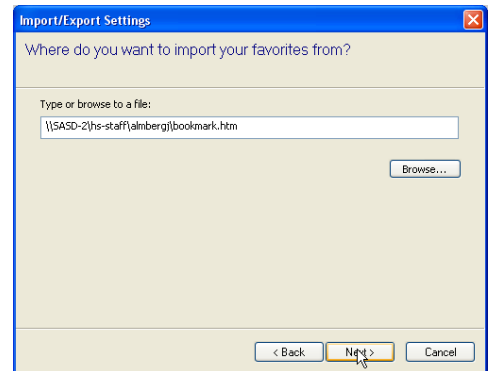 Import/Export Settings
Where do you want to import your favorites from?
Type or browse to a file:
\\SASD-2\hs-staff\almbergj\bookmark.htm
Browse...
< Back Next > Cancel